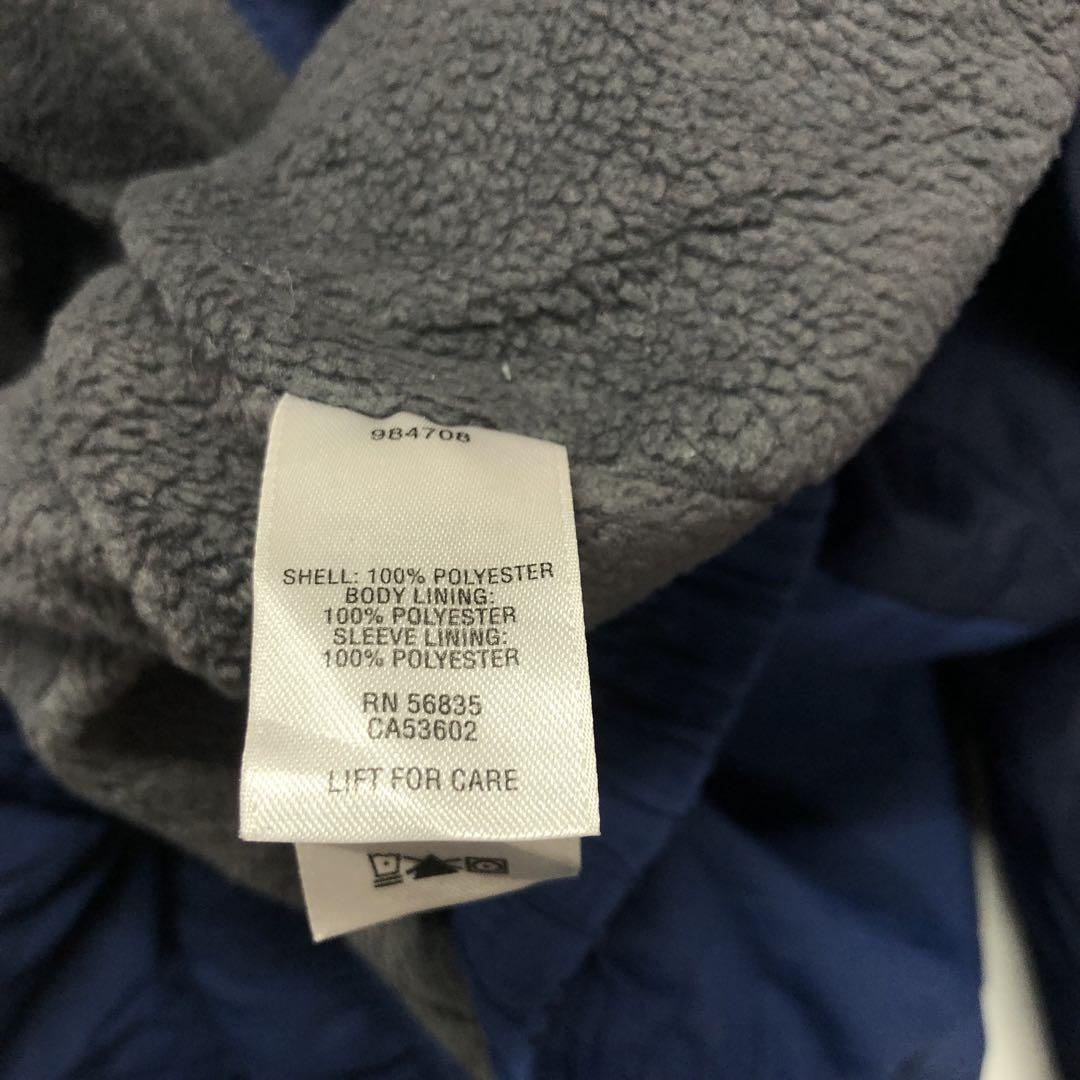 984708
SHELL: 100% POLYESTER
BODY LINING:
100% POLYESTER
SLEEVE LINING:
100% POLYESTER
RN 56835
CA53602
LIFT FOR CARE